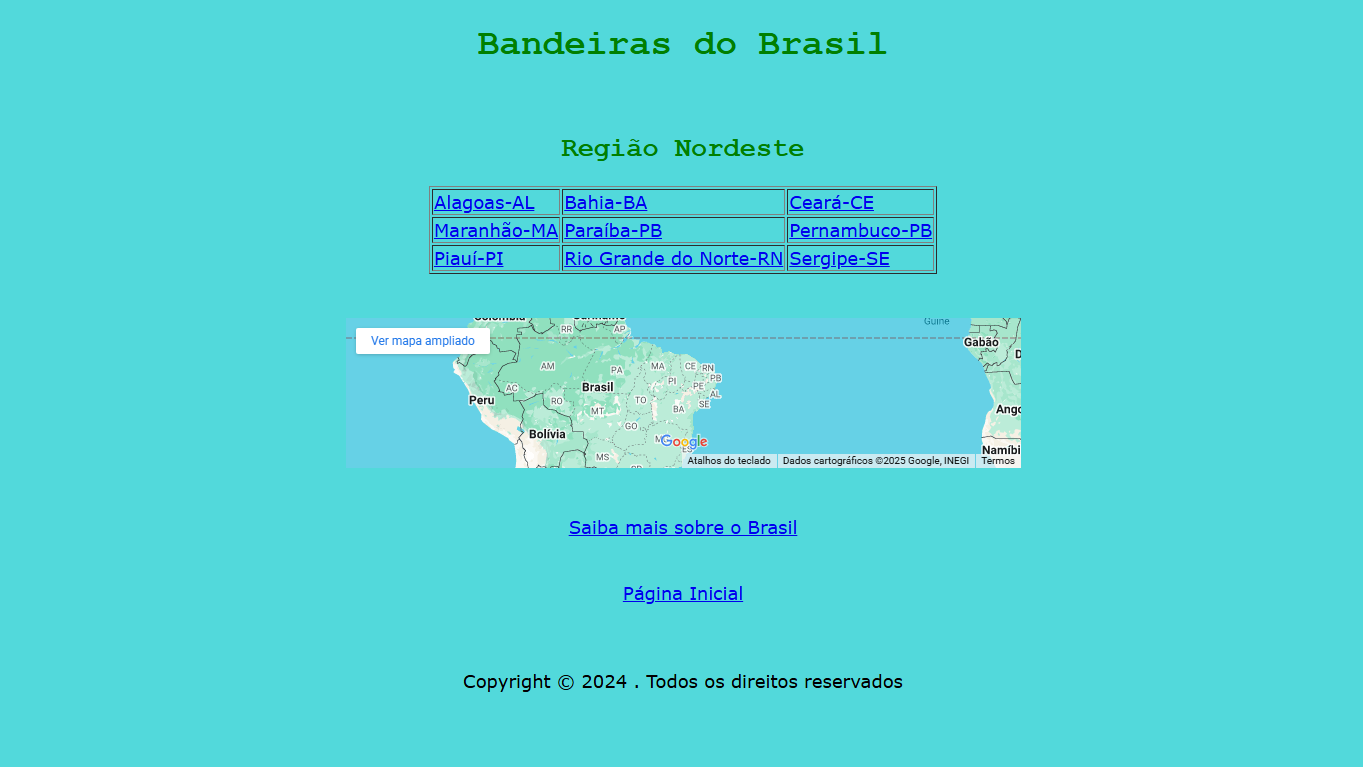 Bandeiras do Brasil
Região Nordeste
Alagoas-AL Bahia-BA Ceará-CE
Maranhão-MA Paraíba-PB Pernambuco-PB
Piauí-PI Rio Grande do Norte-RN Sergipe-SE
Guine
Ver mapa ampliado
RR AP
Gabão
AM PA MA CE RN
PI PB
AC Brasil PE
AL
Peru RO TO SE
MT BA Ango
GO
Bolívia
Google
ES
Namíbi
MS
Atalhos do teclado Dados cartográficos ©2025 Google, INEGI Termos
Saiba mais sobre o Brasil
Página Inicial
Copyright © 2024 . Todos os direitos reservados